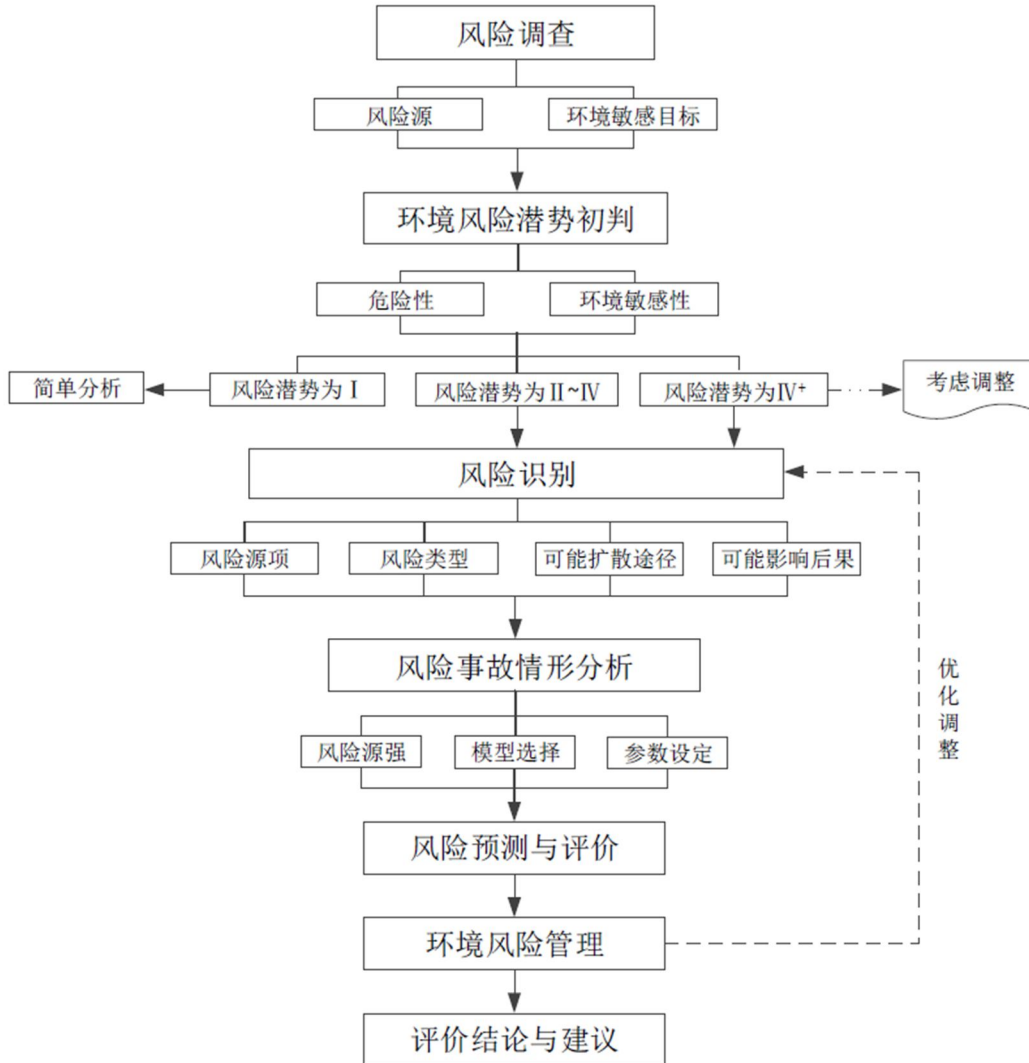 风险调查
风险源
环境敏感目标
环境风险潜势初判
危险性
环境敏感性
简单分析
风险潜势为Ⅰ
风险潜势为Ⅱ~Ⅳ
风险潜势为Ⅳ⁺
考虑调整
风险识别
风险源项
风险类型
可能扩散途径
可能影响后果
风险事故情形分析
优化调整
风险源强
模型选择
参数设定
风险预测与评价
环境风险管理
评价结论与建议